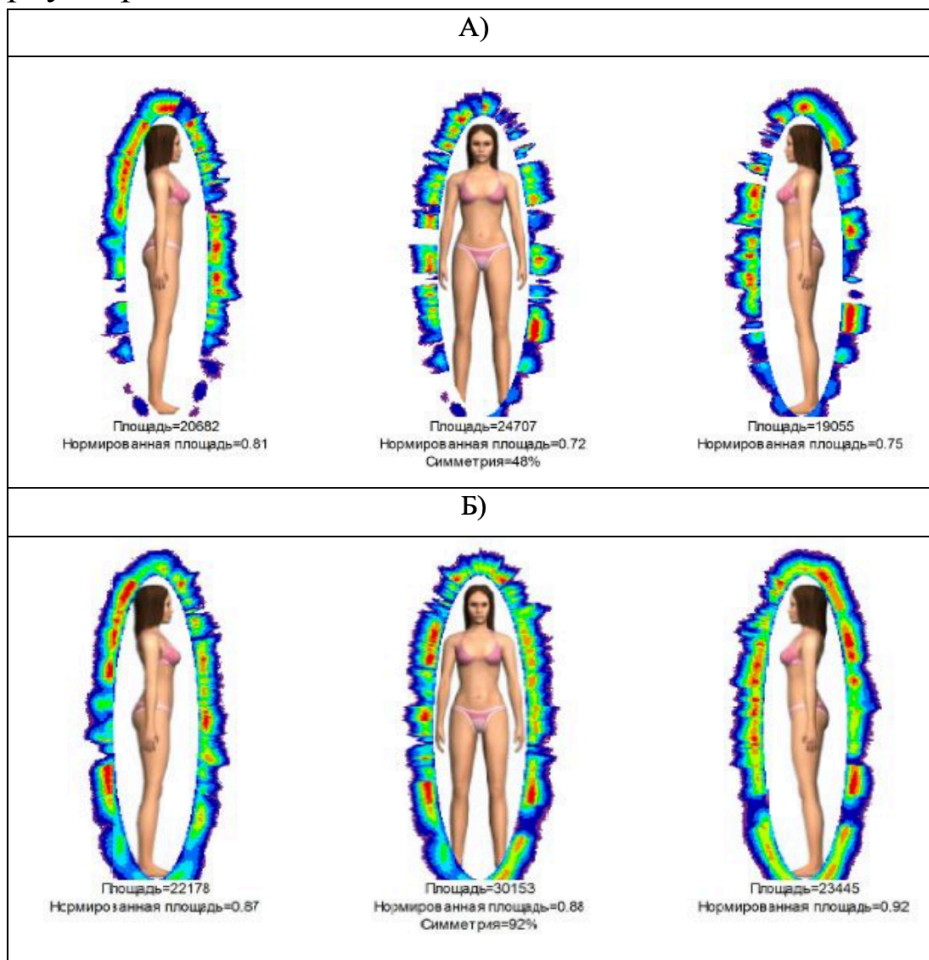 А)
Площадь=20682
Нормированная площадь=0.81
Площадь=24707
Нормированная площадь=0.72
Симметрия=48%
Площадь=19055
Нормированная площадь=0.75
Б)
Площадь=22178
Нормированная площадь=0.87
Площадь=30153
Нормированная площадь=0.88
Симметрия=92%
Площадь=23445
Нормированная площадь=0.92